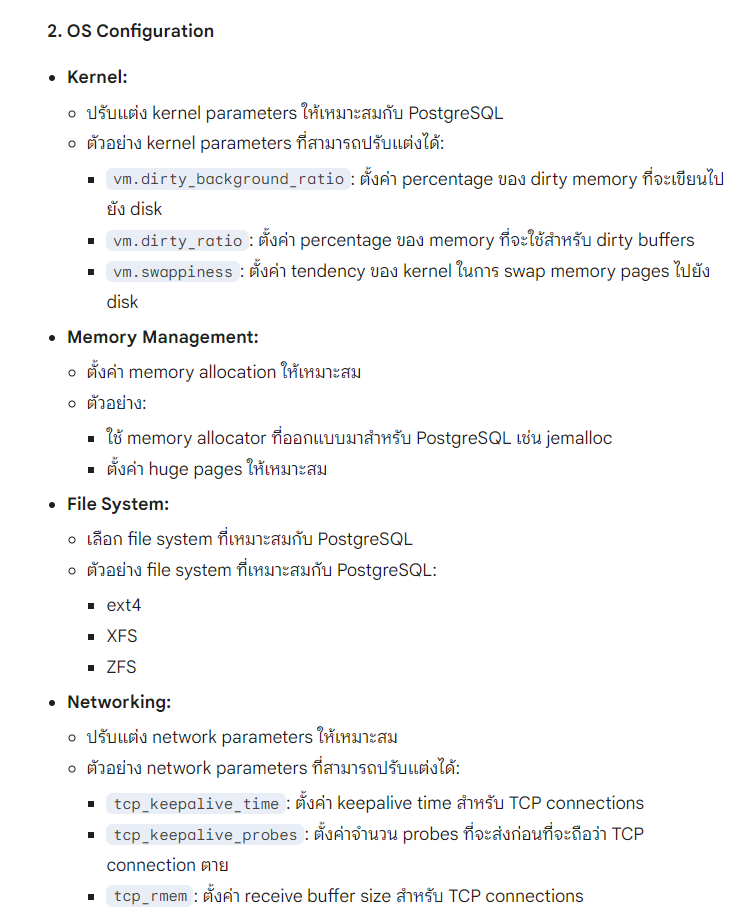 2. OS Configuration
Kernel:
ปรับแต่ง kernel parameters ให้เหมาะสมกับ PostgreSQL
ตัวอย่าง kernel parameters ที่สามารถปรับแต่งได้:
vm.dirty_background_ratio: ตั้งค่า percentage ของ dirty memory ที่จะเขียนไป
ยัง disk
vm.dirty_ratio: ตั้งค่า percentage ของ memory ที่จะใช้สำหรับ dirty buffers
vm.swappiness: ตั้งค่า tendency ของ kernel ในการ swap memory pages ไปยัง
disk
Memory Management:
ตั้งค่า memory allocation ให้เหมาะสม
ตัวอย่าง:
ใช้ memory allocator ที่ออกแบบมาสำหรับ PostgreSQL เช่น jemalloc
ตั้งค่า huge pages ให้เหมาะสม
File System:
เลือก file system ที่เหมาะสมกับ PostgreSQL
ตัวอย่าง file system ที่เหมาะสมกับ PostgreSQL:
ext4
XFS
ZFS
Networking:
ปรับแต่ง network parameters ให้เหมาะสม
ตัวอย่าง network parameters ที่สามารถปรับแต่งได้:
tcp_keepalive_time: ตั้งค่า keepalive time สำหรับ TCP connections
tcp_keepalive_probes: ตั้งค่าจำนวน probes ที่จะส่งก่อนที่จะถือว่า TCP
connection ตาย
tcp_rmem: ตั้งค่า receive buffer size สำหรับ TCP connections